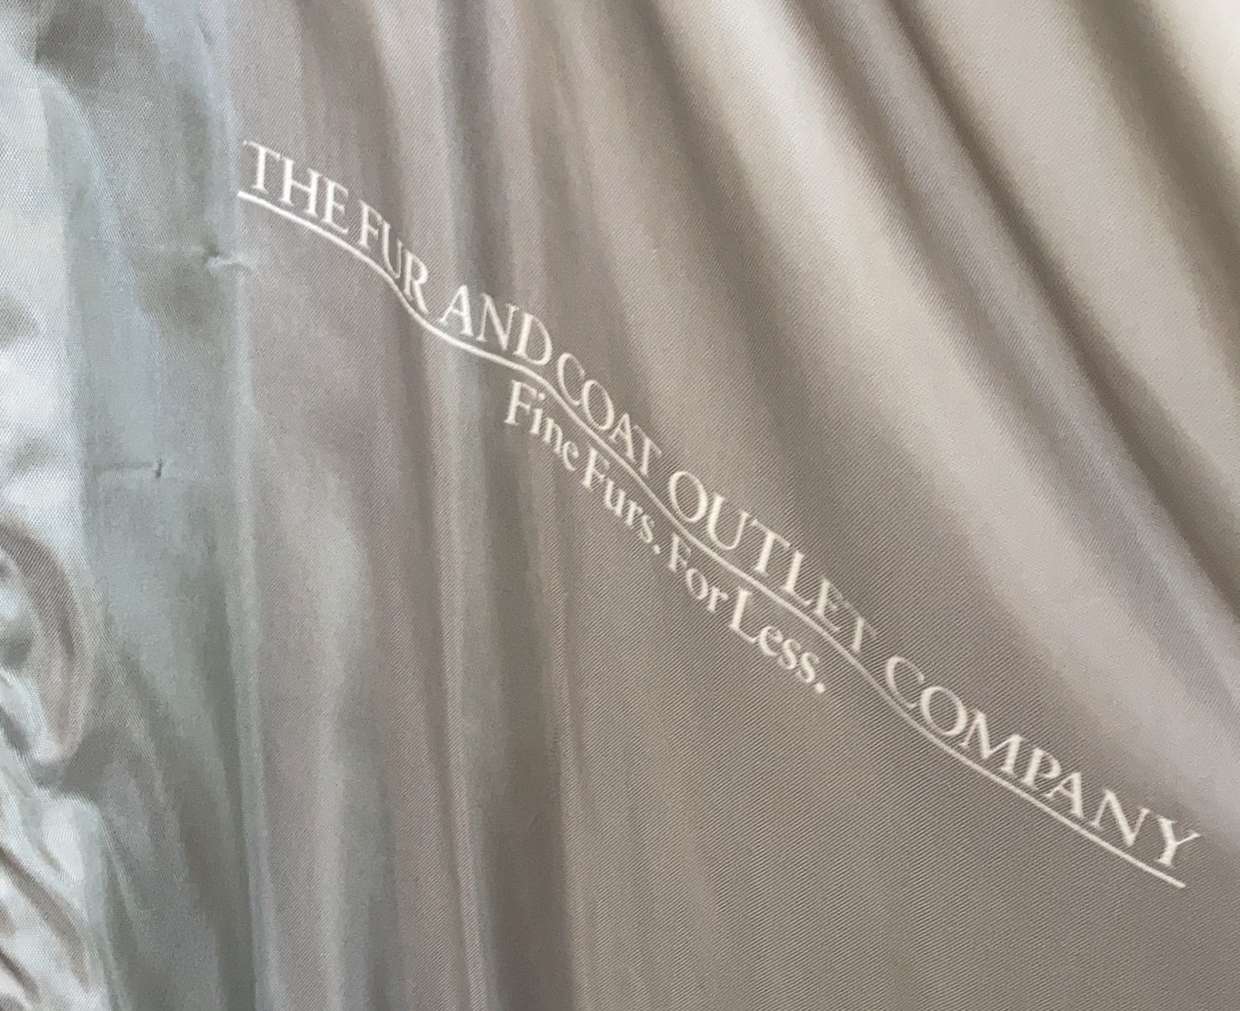 THE FUR AND COAT OUTLET COMPANY
Fine Furs. For Less.